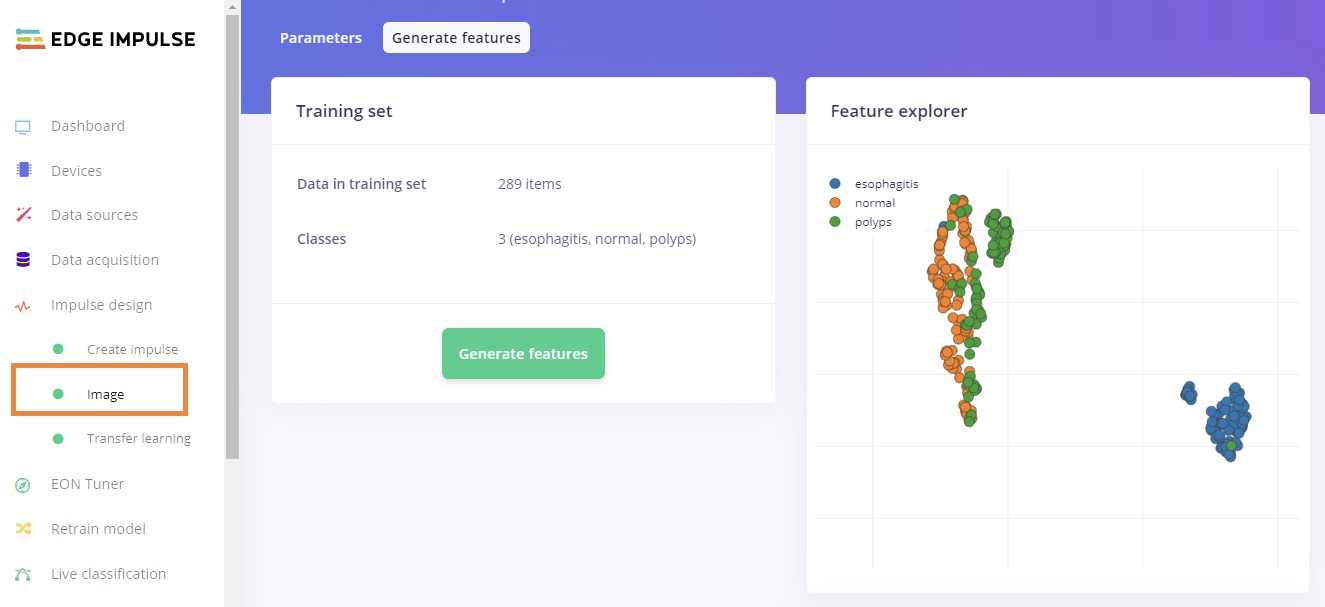 EDGE IMPULSE
Dashboard
Devices
Data sources
Data acquisition
Impulse design
Create impulse
Image
Transfer learning
EON Tuner
Retrain model
Live classification
Parameters
Generate features
Training set
Data in training set 289 items
Classes 3 (esophagitis, normal, polyps)
Generate features
Feature explorer
esophagitis
normal
polyps